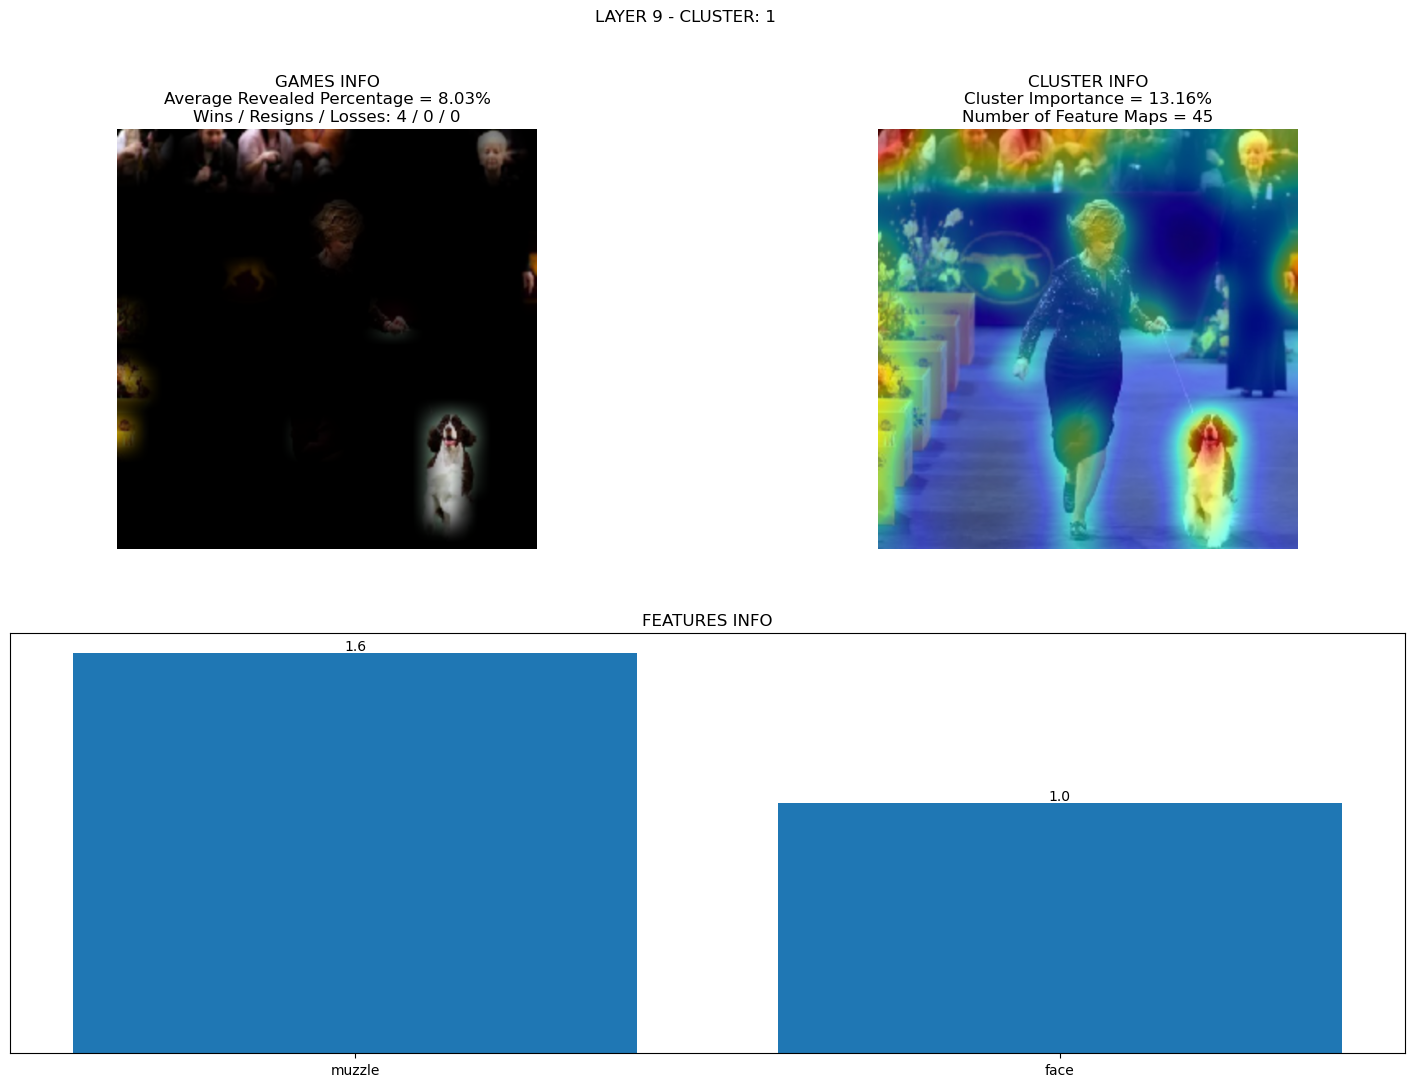 LAYER 9 - CLUSTER: 1
GAMES INFO
Average Revealed Percentage = 8.03%
Wins / Resigns / Losses: 4 / 0 / 0
CLUSTER INFO
Cluster Importance = 13.16%
Number of Feature Maps = 45
FEATURES INFO
1.6
1.0
muzzle
face